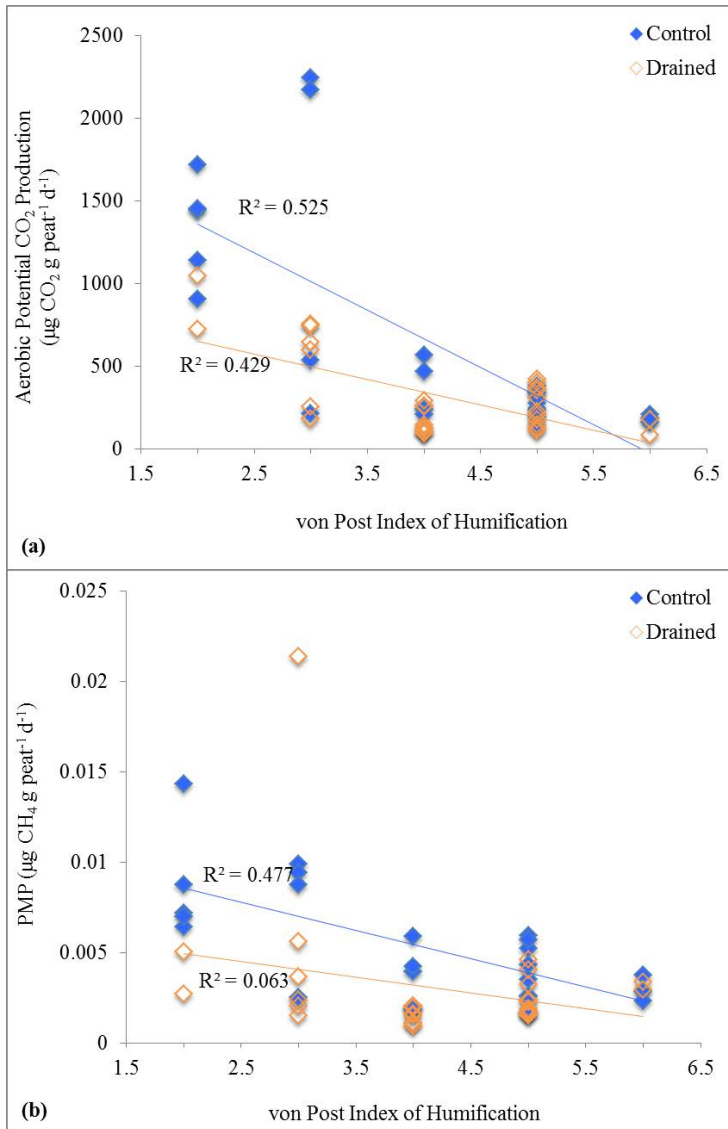 2500
2000
1500
1000
500
0
Aerobic Potential CO₂ Production
(µg CO₂ g peat⁻¹ d⁻¹)
Control
Drained
R² = 0.525
R² = 0.429
1.5 2.5 3.5 4.5 5.5 6.5
von Post Index of Humification
(a)
0.025
0.02
0.015
0.01
0.005
0
PMP (µg CH₄ g peat⁻¹ d⁻¹)
Control
Drained
R² = 0.477
R² = 0.063
1.5 2.5 3.5 4.5 5.5 6.5
von Post Index of Humification
(b)